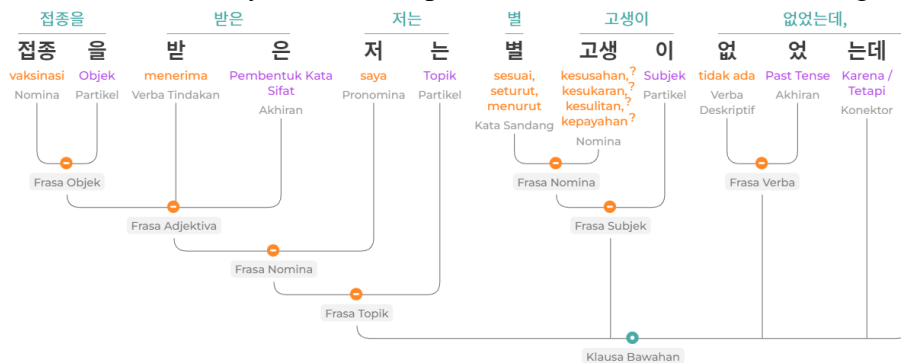 접종을 받은 저는 별 고생이 없었는데,
접종 을 받 은 저 는 별 고생 이 없 었 는데
vaksinasi Objek menerima Pembentuk Kata Sifat saya Topik sesuai, seturut, menurut kesusahan,? kesukaran,? kesulitan,? kepayahan? Subjek tidak ada Past Tense Karena / Tetapi
Nomina Partikel Verba Tindakan Akhiran Pronomina Partikel Kata Sandang Nomina Partikel Verba Deskriptif Akhiran Konektor
Frasa Objek Frasa Nomina Frasa Verba
Frasa Adjektiva Frasa Subjek
Frasa Nomina
Frasa Topik
Klausa Bawahan